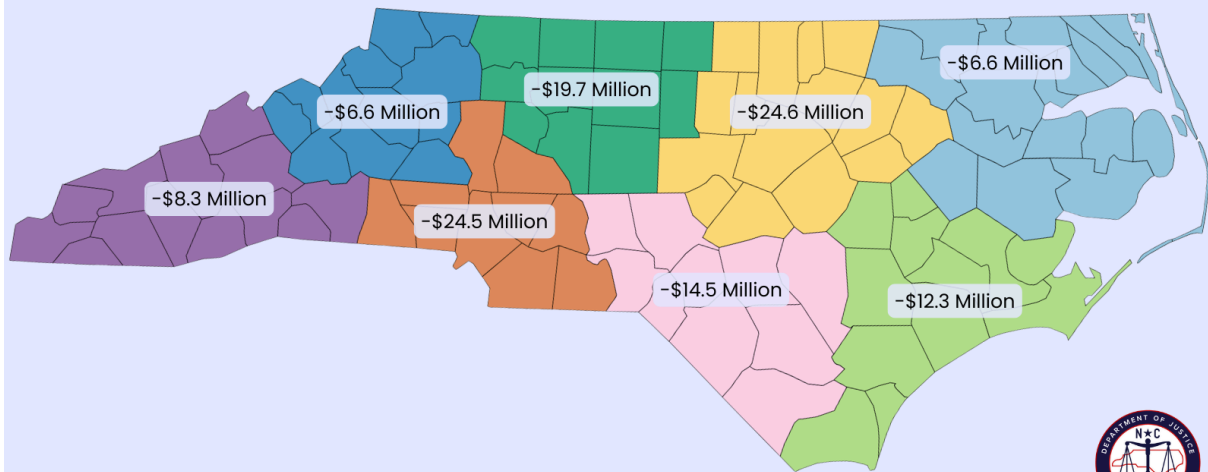 -$6.6 Million
-$19.7 Million
-$6.6 Million
-$24.6 Million
-$8.3 Million
-$24.5 Million
-$14.5 Million
-$12.3 Million
DEPARTMENT OF JUSTICE
N★C